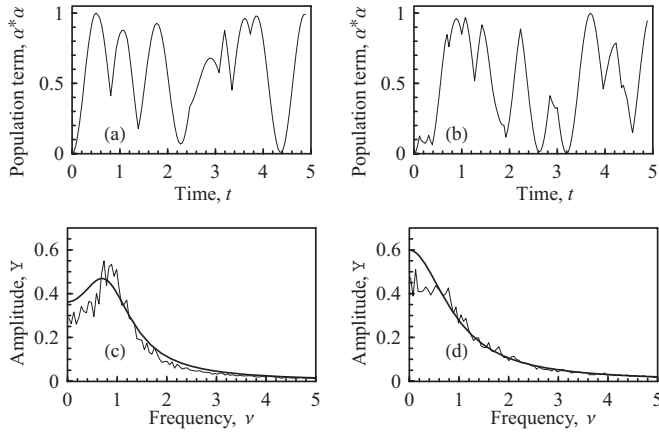 Population term, α*α
1
0.5
0
(a)
0 1 2 3 4 5
Time, t
Population term, α*α
1
0.5
0
(b)
0 1 2 3 4 5
Time, t
Amplitude, Υ
0.6
0.4
0.2
0
(c)
0 1 2 3 4 5
Frequency, ν
Amplitude, Υ
0.6
0.4
0.2
0
(d)
0 1 2 3 4 5
Frequency, ν